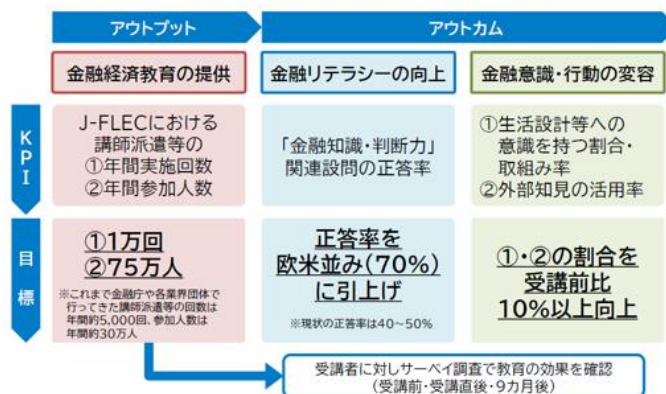 アウトプット
アウトカム
金融経済教育の提供
金融リテラシーの向上
金融意識・行動の変容
KPI
J-FLECにおける
講師派遣等の
①年間実施回数
②年間参加人数
「金融知識・判断力」
関連設問の正答率
①生活設計等への
意識を持つ割合・
取組み率
②外部知見の活用率
目標
①1万回
②75万人
※これまで金融庁や各業界団体で
行ってきた講師派遣等の回数は
年間約5,000回、参加人数は
年間約30万人
正答率を
欧米並み(70%)
に引上げ
※現状の正答率は40~50%
①・②の割合を
受講前比
10%以上向上
受講者に対しサーベイ調査で教育の効果を確認
(受講前・受講直後・9カ月後)